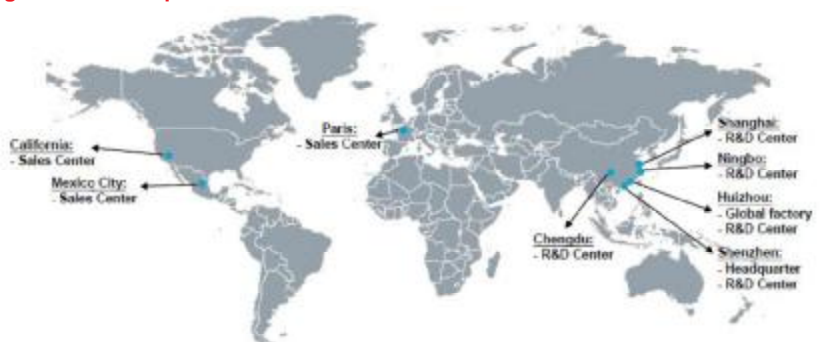 California:
- Sales Center
Mexico City:
- Sales Center
Paris:
- Sales Center
Chengdu:
- R&D Center
Shanghai:
- R&D Center
Ningbo:
- R&D Center
Huizhou:
- Global factory
- R&D Center
Shenzhen:
- Headquarter
- R&D Center